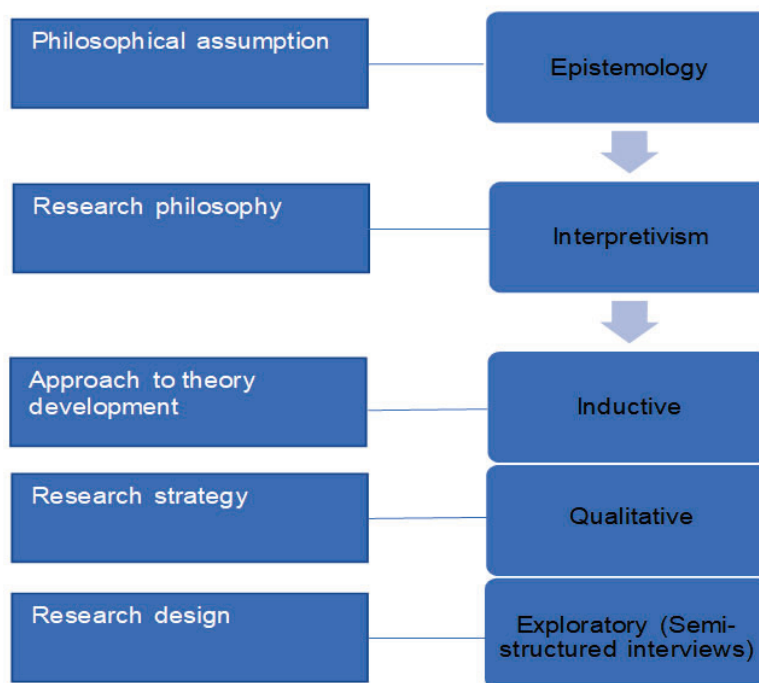 Philosophical assumption
Epistemology
Research philosophy
Interpretivism
Approach to theory
development
Inductive
Research strategy
Qualitative
Research design
Exploratory (Semi-
structured interviews)